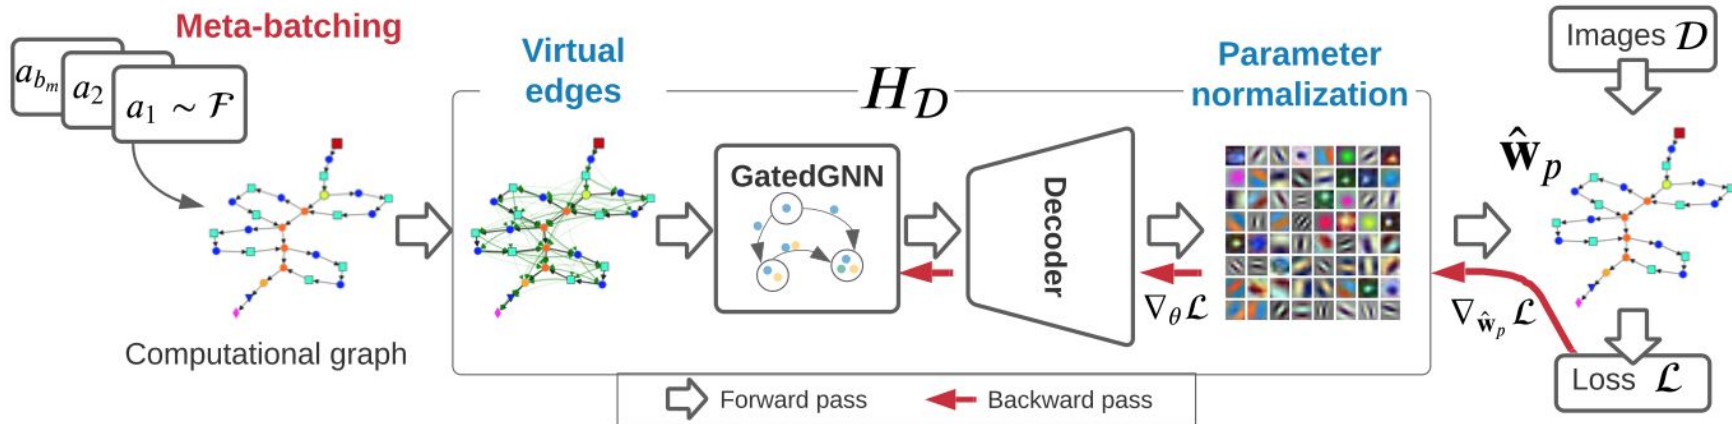 Meta-batching
a_{b_m}
a_2
a_1 ∼ 𝓕
Computational graph
Virtual
edges
H_𝓓
GatedGNN
Decoder
Parameter
normalization
∇_θ 𝓛
Images 𝓓
ŵ_p
∇_{ŵ_p} 𝓛
Loss 𝓛
Forward pass
Backward pass